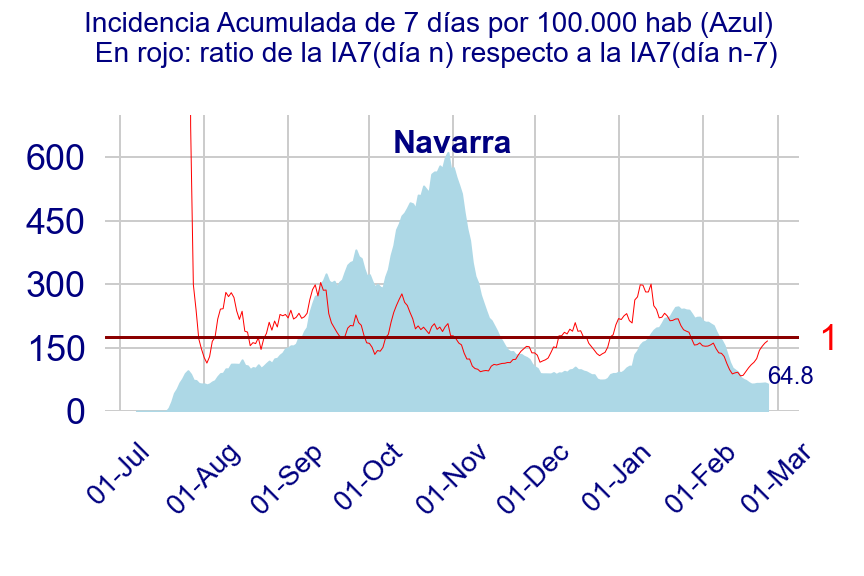 Incidencia Acumulada de 7 días por 100.000 hab (Azul)
En rojo: ratio de la IA7(día n) respecto a la IA7(día n-7)
Navarra
600
450
300
150
0
1
64.8
01-Jul
01-Aug
01-Sep
01-Oct
01-Nov
01-Dec
01-Jan
01-Feb
01-Mar